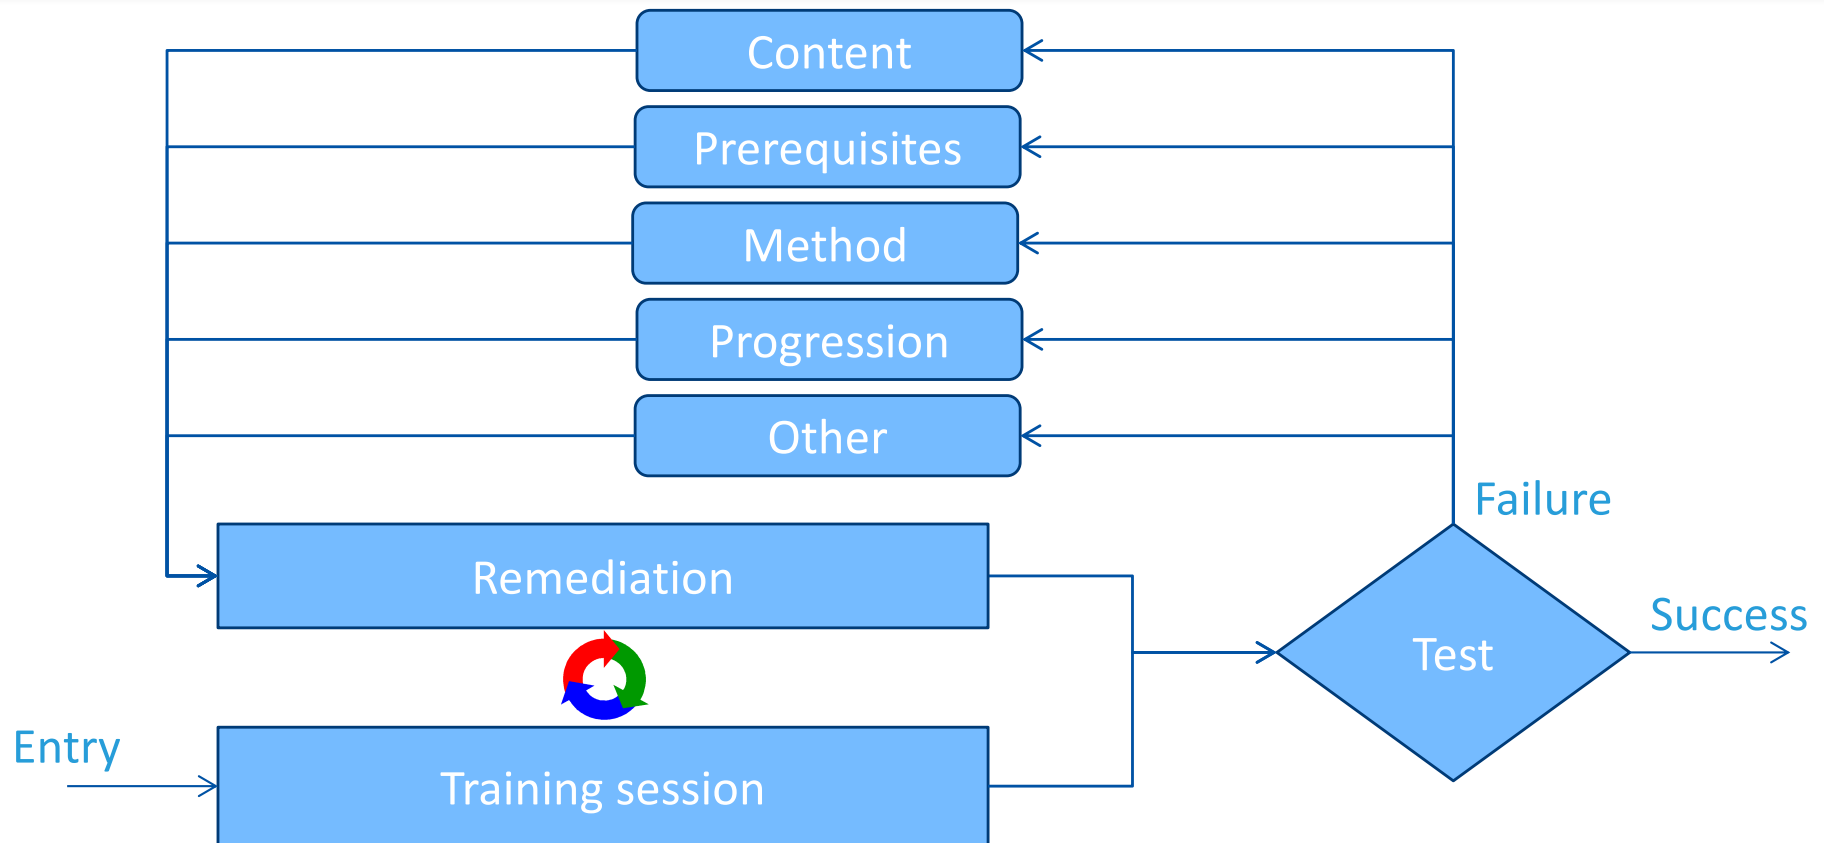 Content
Prerequisites
Method
Progression
Other
Failure
Remediation
Success
Test
Entry
Training session